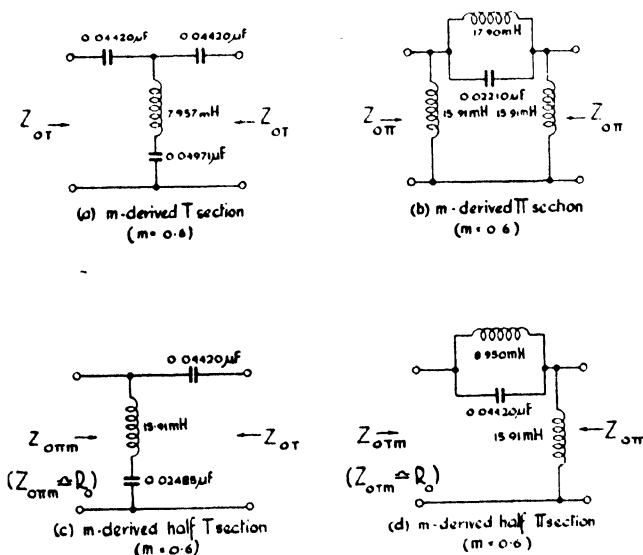 0.04420µF 0.04420µF
7.957mH
0.04971µF
Z₀T → ← Z₀T
(a) m-derived T section
(m=0.6)
17.90mH
0.02210µF
15.91mH 15.91mH
Z₀π → ← Z₀π
(b) m-derived Π section
(m=0.6)
0.04420µF
15.91mH
0.02485µF
Z₀πm → ← Z₀T
(Z₀πm ≏ R₀)
(c) m-derived half T section
(m=0.6)
8.950mH
0.04420µF
15.91mH
Z₀Tm → ← Z₀π
(Z₀Tm ≏ R₀)
(d) m-derived half Π section
(m=0.6)